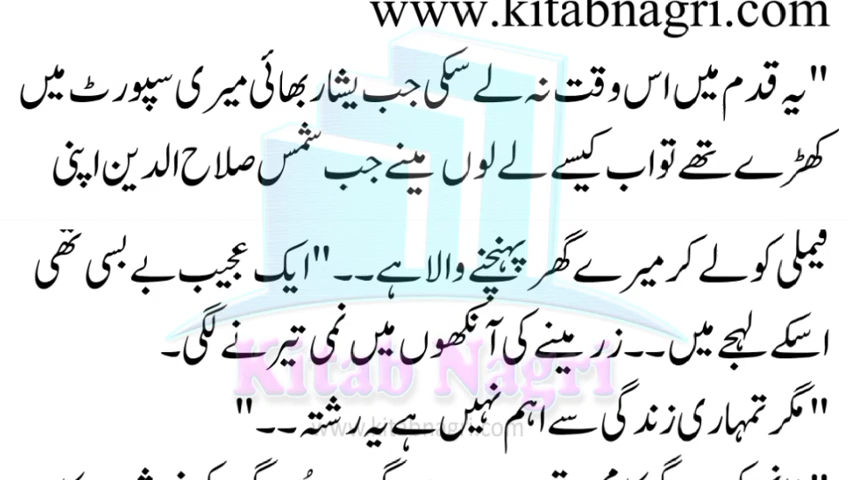 www.kitabnagri.com
"یہ قدم میں اس وقت نہ لے سکی جب یشار بھائی میری سپورٹ میں
کھڑے تھے تو اب کیسے لے لوں مینے جب شمس صلاح الدین اپنی
فیملی کو لے کر میرے گھر پہنچنے والا ہے۔۔"ایک عجیب بے بسی تھی
اسکے لہجے میں۔۔زرمینے کی آنکھوں میں نمی تیرنے لگی۔
"مگر تمہاری زندگی سے اہم نہیں ہے یہ رشتہ۔۔"
Kitab Nagri
www.kitabnagri.com